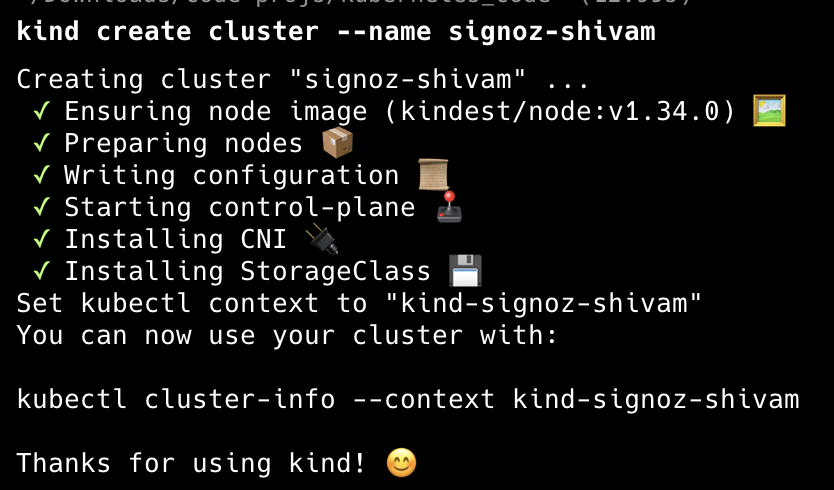 kind create cluster --name signoz-shivam
Creating cluster "signoz-shivam" ...
✓ Ensuring node image (kindest/node:v1.34.0) 🖼
✓ Preparing nodes 📦
✓ Writing configuration 📜
✓ Starting control-plane 🕹️
✓ Installing CNI 🔌
✓ Installing StorageClass 💾
Set kubectl context to "kind-signoz-shivam"
You can now use your cluster with:
kubectl cluster-info --context kind-signoz-shivam
Thanks for using kind! 😊